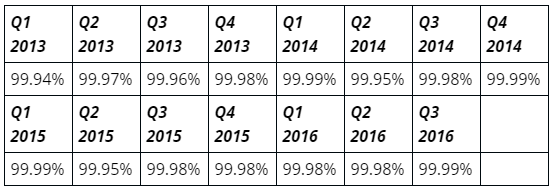 Q1 Q2 Q3 Q4 Q1 Q2 Q3 Q4
2013 2013 2013 2013 2014 2014 2014 2014
99.94% 99.97% 99.96% 99.98% 99.99% 99.95% 99.98% 99.99%
Q1 Q2 Q3 Q4 Q1 Q2 Q3
2015 2015 2015 2015 2016 2016 2016
99.99% 99.95% 99.98% 99.98% 99.98% 99.98% 99.99%